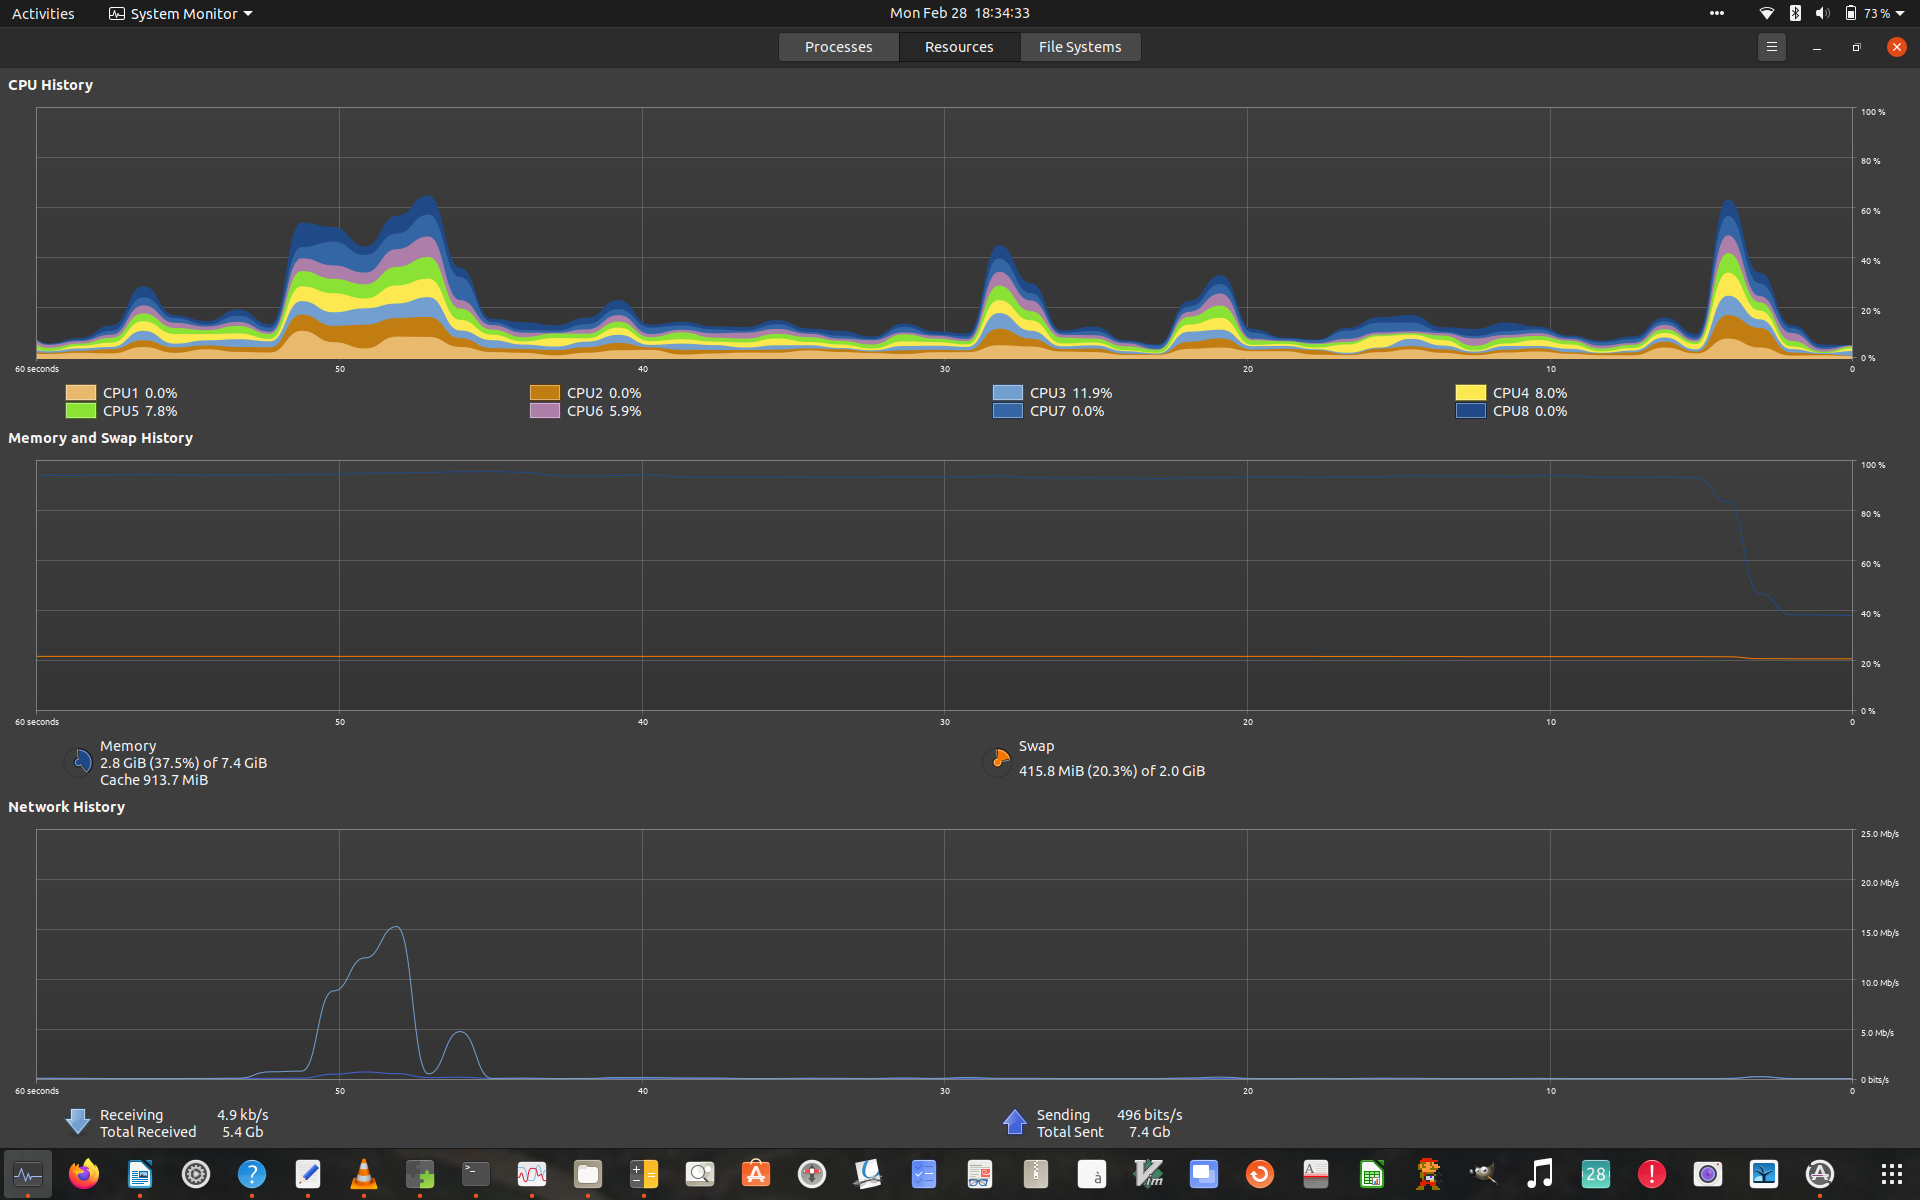 Activities System Monitor Mon Feb 28 18:34:33 73 %
Processes Resources File Systems
CPU History
100 %
80 %
60 %
40 %
20 %
0 %
60 seconds 50 40 30 20 10 0
CPU1 0.0% CPU2 0.0% CPU3 11.9% CPU4 8.0%
CPU5 7.8% CPU6 5.9% CPU7 0.0% CPU8 0.0%
Memory and Swap History
100 %
80 %
60 %
40 %
20 %
0 %
60 seconds 50 40 30 20 10 0
Memory
2.8 GiB (37.5%) of 7.4 GiB
Cache 913.7 MiB
Swap
415.8 MiB (20.3%) of 2.0 GiB
Network History
25.0 Mb/s
20.0 Mb/s
15.0 Mb/s
10.0 Mb/s
5.0 Mb/s
0 bits/s
60 seconds 50 40 30 20 10 0
Receiving 4.9 kb/s
Total Received 5.4 Gb
Sending 496 bits/s
Total Sent 7.4 Gb
? >_ à Vim A 28 !